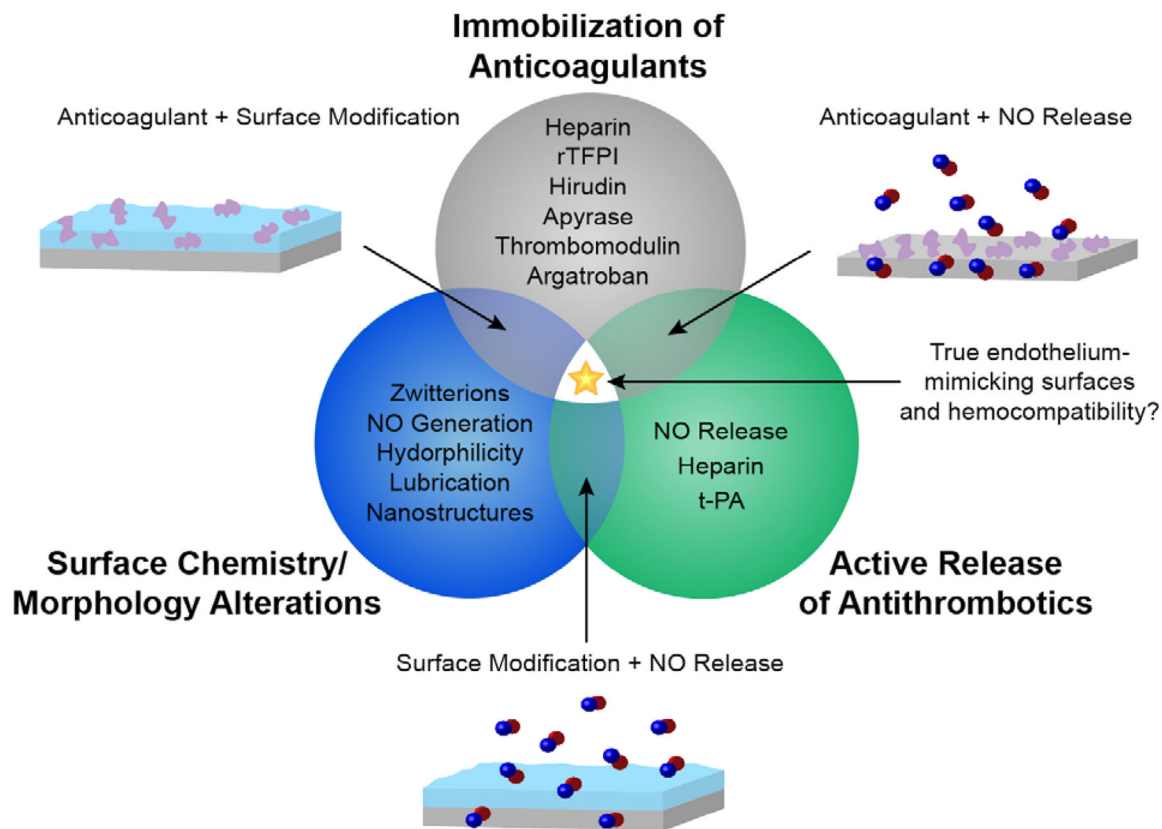 Immobilization of
Anticoagulants
Anticoagulant + Surface Modification
Anticoagulant + NO Release
Heparin
rTFPI
Hirudin
Apyrase
Thrombomodulin
Argatroban
True endothelium-
mimicking surfaces
and hemocompatibility?
Zwitterions
NO Generation
Hydorphilicity
Lubrication
Nanostructures
NO Release
Heparin
t-PA
Surface Chemistry/
Morphology Alterations
Active Release
of Antithrombotics
Surface Modification + NO Release